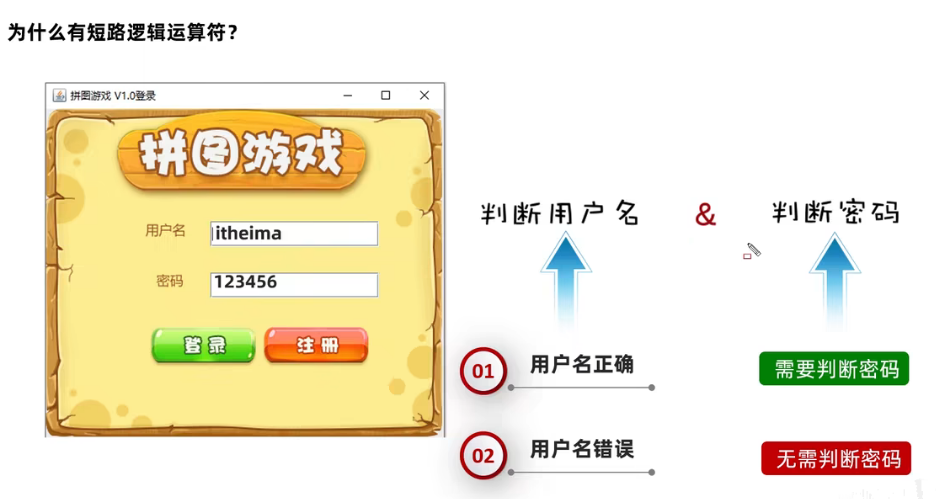 为什么有短路逻辑运算符？
拼图游戏 V1.0登录
拼图游戏
用户名 itheima
密码 123456
登录 注册
判断用户名 & 判断密码
01 用户名正确 需要判断密码
02 用户名错误 无需判断密码